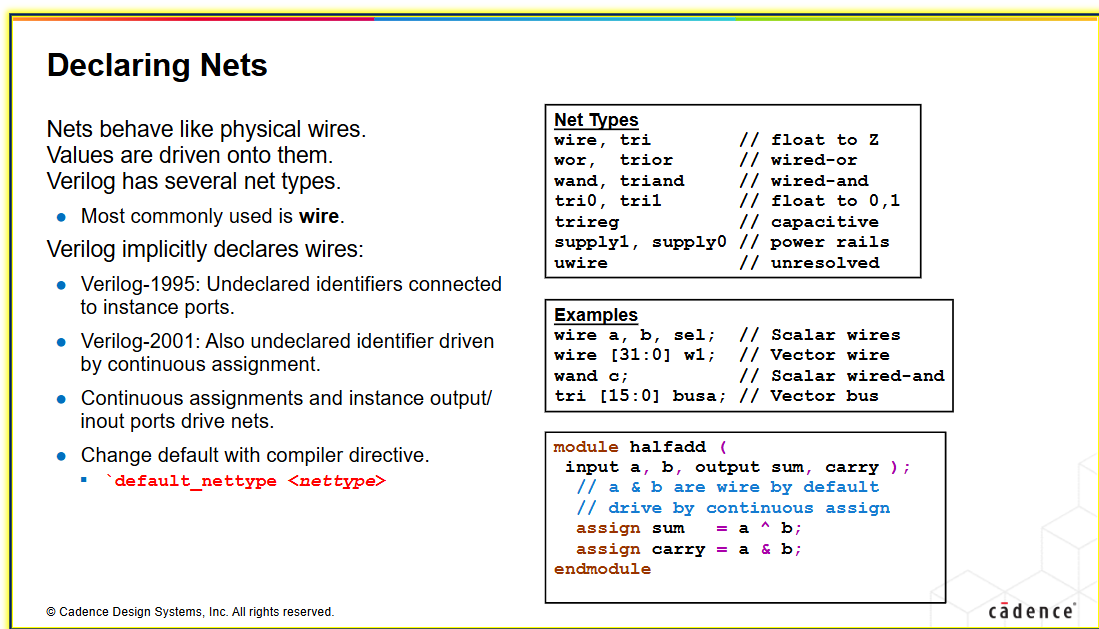 Declaring Nets
Nets behave like physical wires.
Values are driven onto them.
Verilog has several net types.
● Most commonly used is wire.
Verilog implicitly declares wires:
● Verilog-1995: Undeclared identifiers connected
to instance ports.
● Verilog-2001: Also undeclared identifier driven
by continuous assignment.
● Continuous assignments and instance output/
inout ports drive nets.
● Change default with compiler directive.
▪ `default_nettype <nettype>
Net Types
wire, tri // float to Z
wor, trior // wired-or
wand, triand // wired-and
tri0, tri1 // float to 0,1
trireg // capacitive
supply1, supply0 // power rails
uwire // unresolved
Examples
wire a, b, sel; // Scalar wires
wire [31:0] w1; // Vector wire
wand c; // Scalar wired-and
tri [15:0] busa; // Vector bus
module halfadd (
input a, b, output sum, carry );
// a & b are wire by default
// drive by continuous assign
assign sum = a ^ b;
assign carry = a & b;
endmodule
© Cadence Design Systems, Inc. All rights reserved.
cādence®